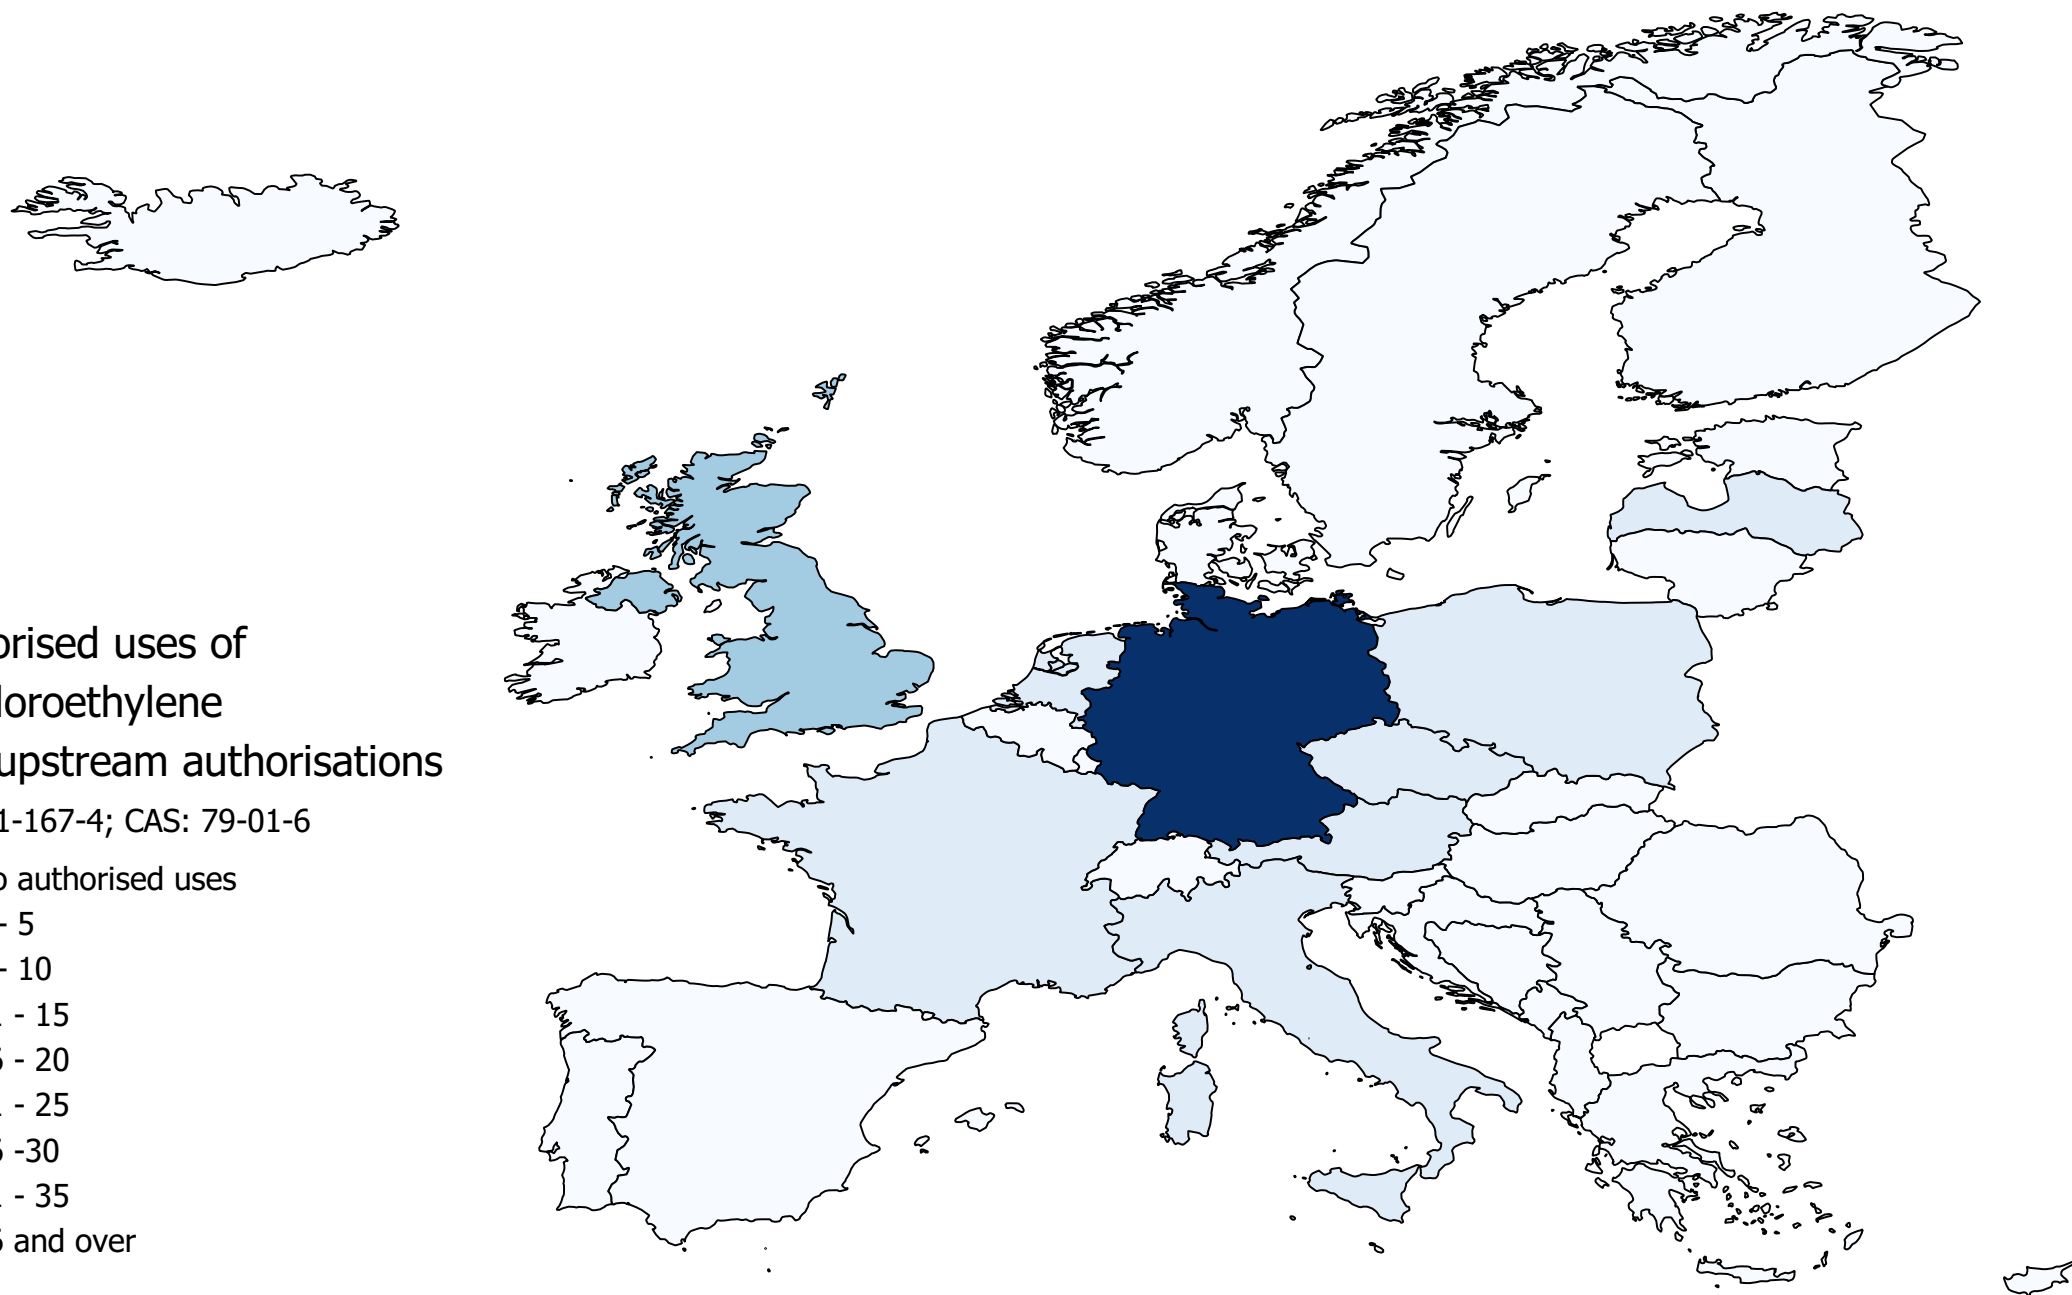 orised uses of
loroethylene
upstream authorisations
1-167-4; CAS: 79-01-6
o authorised uses
- 5
- 10
- 15
- 20
- 25
-30
- 35
and over